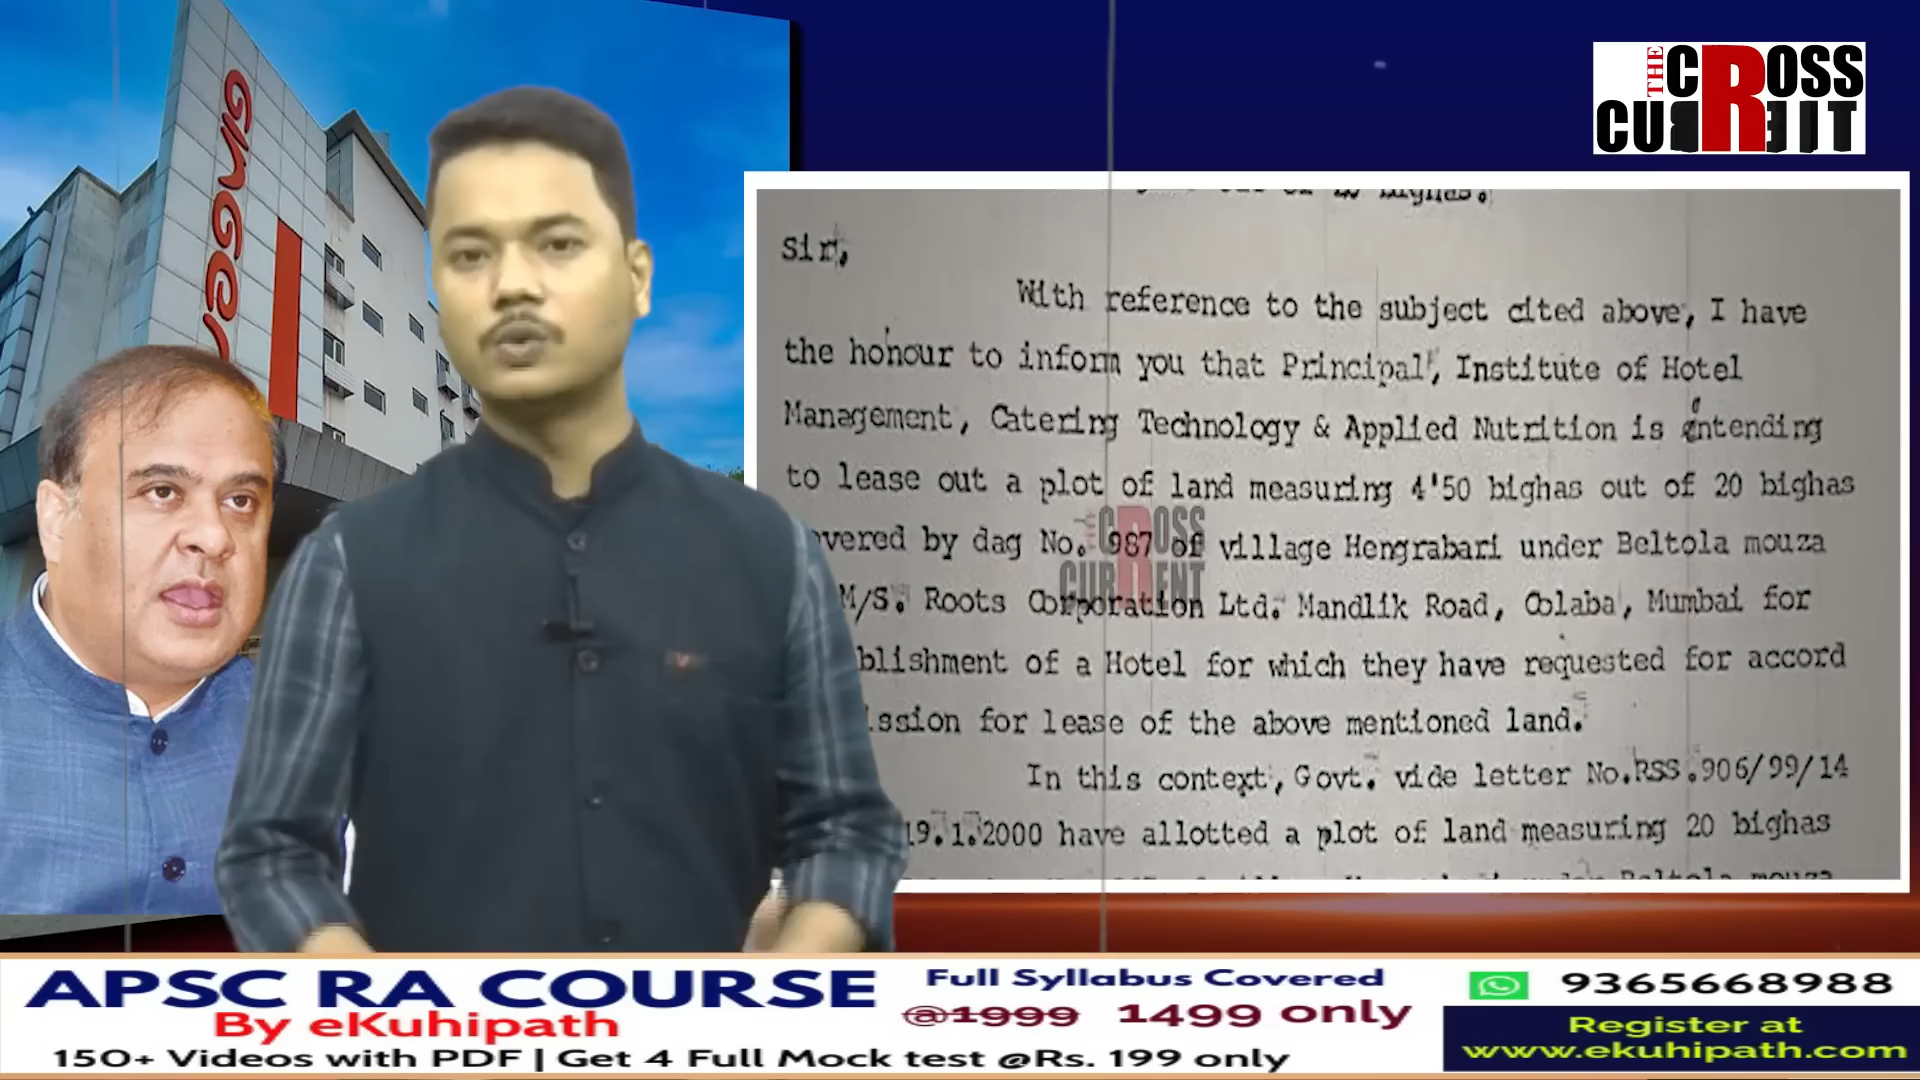 THE
CROSS
CURRENT
ginger
Sir,
With reference to the subject cited above, I have
the honour to inform you that Principal, Institute of Hotel
Management, Catering Technology & Applied Nutrition is intending
to lease out a plot of land measuring 4'50 bighas out of 20 bighas
by dag No. 987 of village Hengrabari under Beltola mouza
M/S. Roots Corporation Ltd. Mandlik Road, Colaba, Mumbai for
of a Hotel for which they have requested for accord
for lease of the above mentioned land.
In this context, Govt. vide letter No.RSS.906/99/14
19.1.2000 have allotted a plot of land measuring 20 bighas
Beltola mouza
THE
CROSS
CURRENT
APSC RA COURSE
By eKuhipath
150+ Videos with PDF | Get 4 Full Mock test @Rs. 199 only
Full Syllabus Covered
@1999 1499 only
9365668988
Register at
www.ekuhipath.com